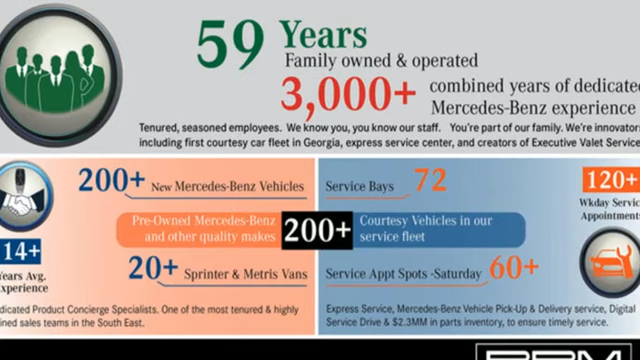 59 Years
Family owned & operated
3,000+ combined years of dedicated
Mercedes-Benz experience
Tenured, seasoned employees. We know you, you know our staff. You're part of our family. We're innovators
including first courtesy car fleet in Georgia, express service center, and creators of Executive Valet Service
200+ New Mercedes-Benz Vehicles
Pre-Owned Mercedes-Benz
and other quality makes
200+
20+ Sprinter & Metris Vans
14+
Years Avg.
Experience
dicated Product Concierge Specialists. One of the most tenured & highly
ined sales teams in the South East.
Service Bays 72
Courtesy Vehicles in our
service fleet
Service Appt Spots -Saturday 60+
120+
Wkday Servic
Appointments
Express Service, Mercedes-Benz Vehicle Pick-Up & Delivery service, Digital
Service Drive & $2.3MM in parts inventory, to ensure timely service.